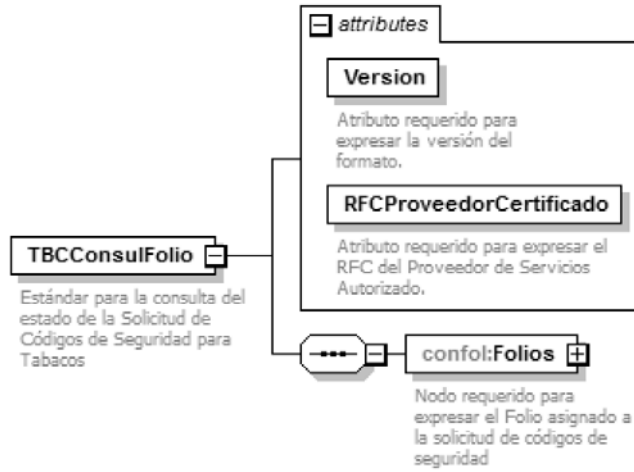 attributes
Version
Atributo requerido para
expresar la versión del
formato.
RFCProveedorCertificado
Atributo requerido para expresar el
RFC del Proveedor de Servicios
Autorizado.
TBCConsulFolio
Estándar para la consulta del
estado de la Solicitud de
Códigos de Seguridad para
Tabacos
confol:Folios
Nodo requerido para
expresar el Folio asignado a
la solicitud de códigos de
seguridad